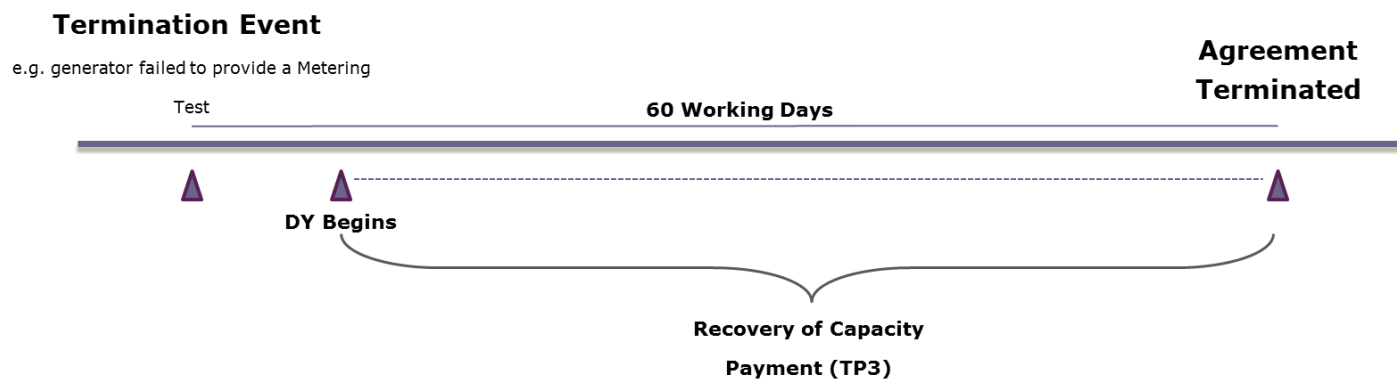 Termination Event
e.g. generator failed to provide a Metering
Test
60 Working Days
Agreement
Terminated
DY Begins
Recovery of Capacity
Payment (TP3)